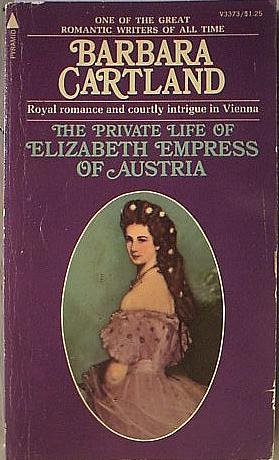 PYRAMID
V3373/$1.25
ONE OF THE GREAT
ROMANTIC WRITERS OF ALL TIME
BARBARA
CARTLAND
Royal romance and courtly intrigue in Vienna
THE PRIVATE LIFE OF
ELIZABETH EMPRESS
OF AUSTRIA